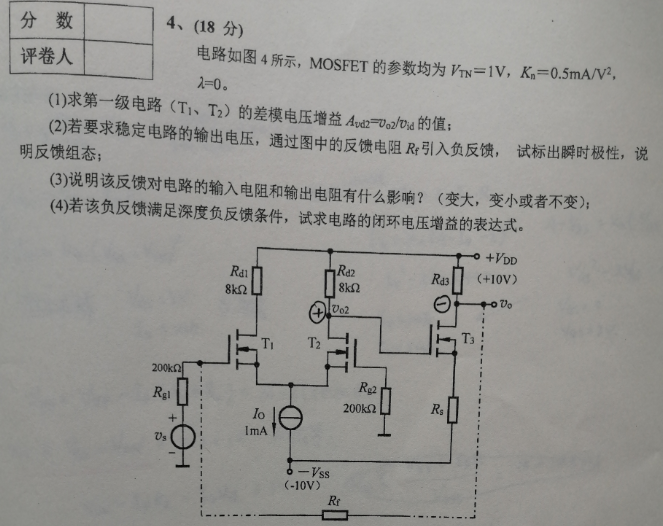 分 数
评卷人
4、(18 分)
电路如图 4 所示，MOSFET 的参数均为 VTN＝1V，Kn＝0.5mA/V²，
λ=0。
(1)求第一级电路（T1、T2）的差模电压增益 Avd2=vo2/vid 的值；
(2)若要求稳定电路的输出电压，通过图中的反馈电阻 Rf 引入负反馈， 试标出瞬时极性，说
明反馈组态；
(3)说明该反馈对电路的输入电阻和输出电阻有什么影响？（变大，变小或者不变）；
(4)若该负反馈满足深度负反馈条件，试求电路的闭环电压增益的表达式。
+VDD
(+10V)
Rd1
8kΩ
Rd2
8kΩ
Rd3
+
vo2
−
vo
T1
T2
T3
200kΩ
Rg1
Rg2
200kΩ
Rs
+
vs
−
IO
1mA
−VSS
(-10V)
Rf